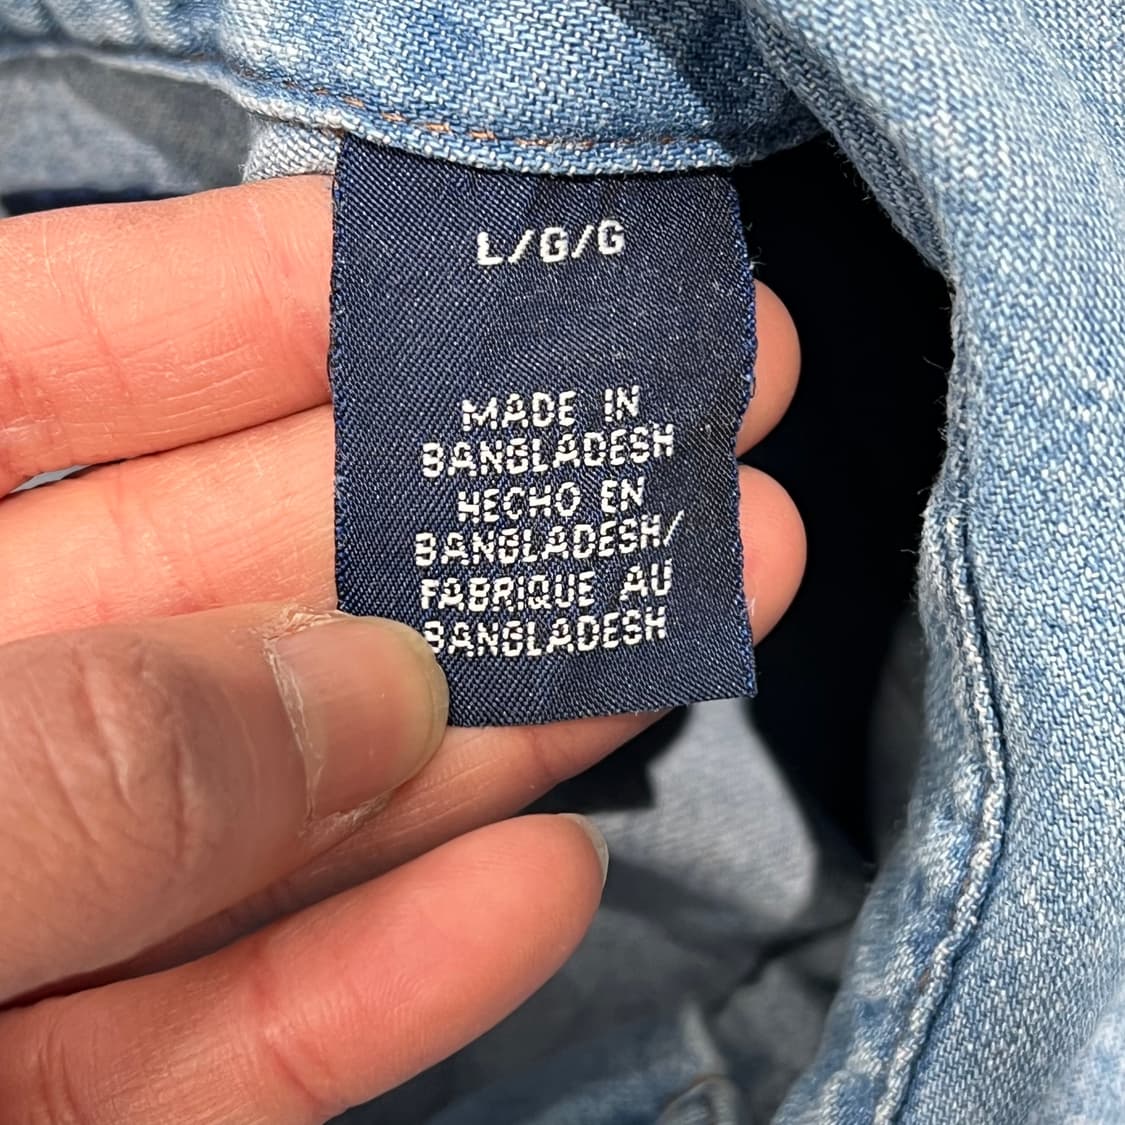 L/G/G
MADE IN
BANGLADESH
HECHO EN
BANGLADESH/
FABRIQUE AU
BANGLADESH